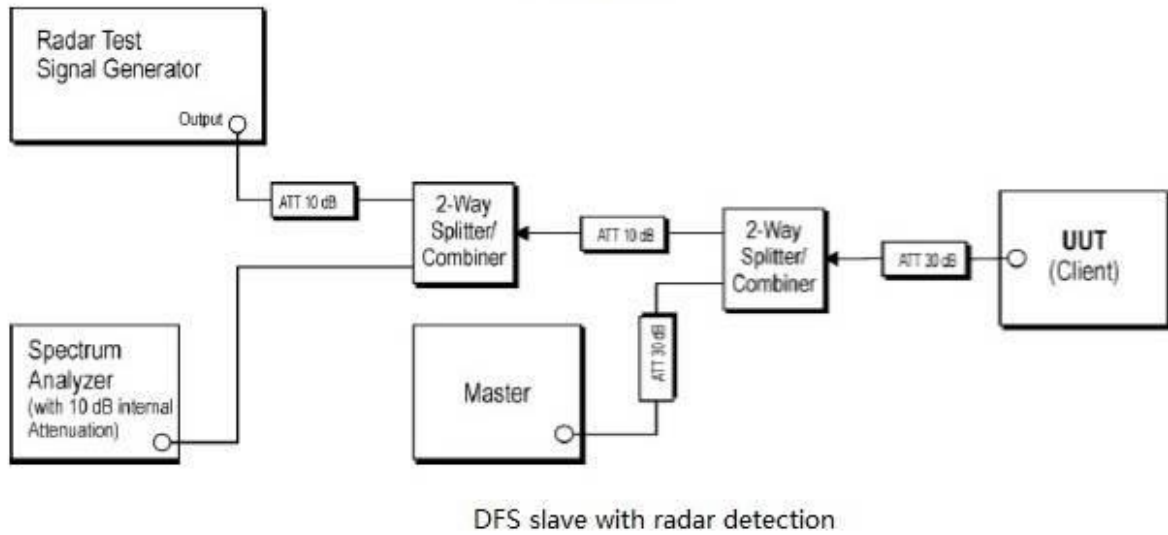 Radar Test
Signal Generator
Output
ATT 10 dB
2-Way
Splitter/
Combiner
ATT 10 dB
2-Way
Splitter/
Combiner
ATT 30 dB
UUT
(Client)
Spectrum
Analyzer
(with 10 dB internal
Attenuation)
Master
ATT 30 dB
DFS slave with radar detection